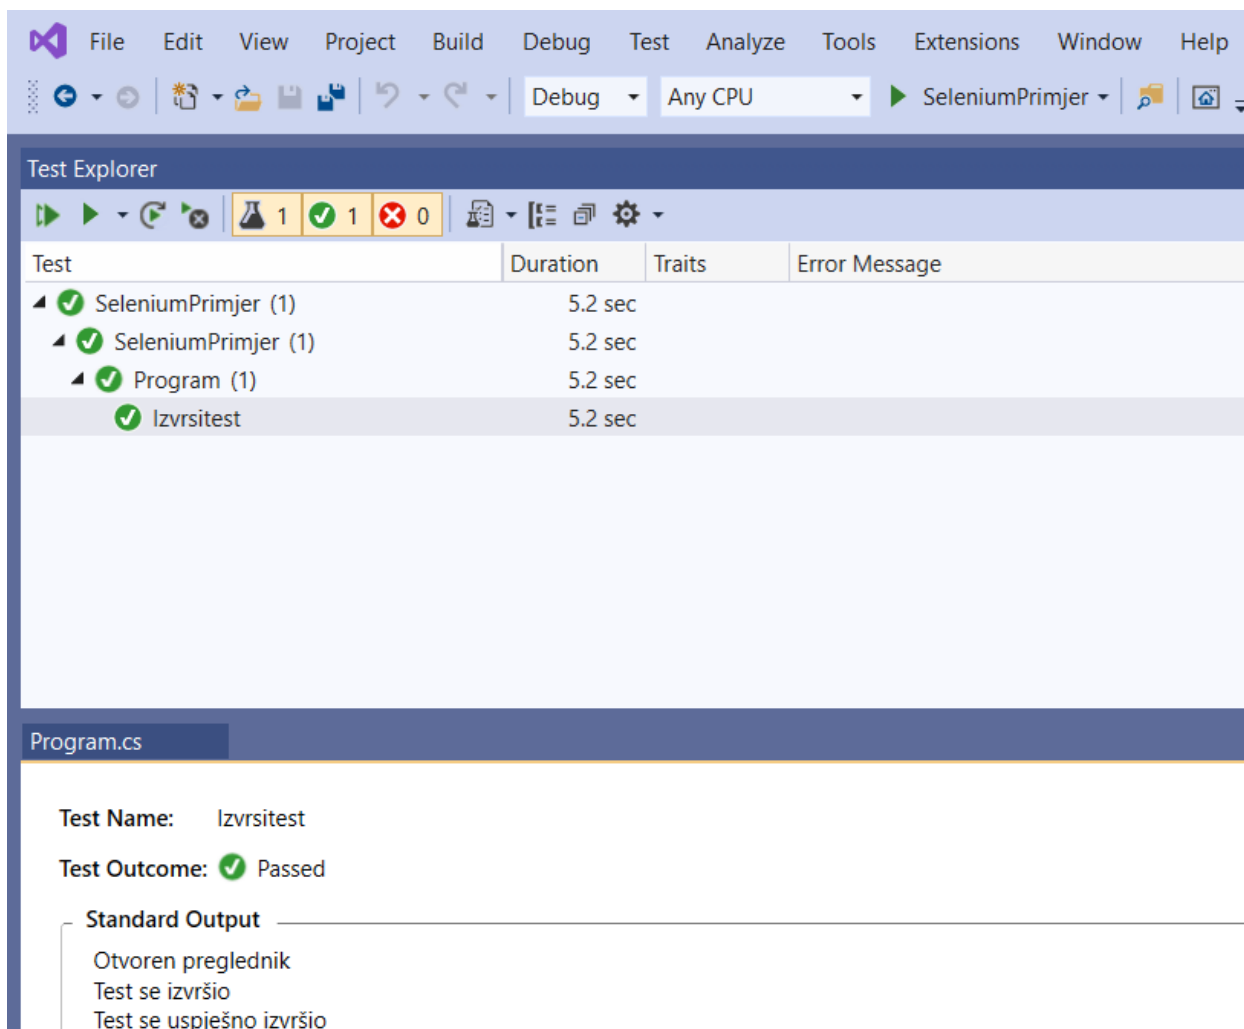 File Edit View Project Build Debug Test Analyze Tools Extensions Window Help
Debug Any CPU SeleniumPrimjer
Test Explorer
1 1 0
Test Duration Traits Error Message
SeleniumPrimjer (1) 5.2 sec
SeleniumPrimjer (1) 5.2 sec
Program (1) 5.2 sec
Izvrsitest 5.2 sec
Program.cs
Test Name: Izvrsitest
Test Outcome: Passed
Standard Output
Otvoren preglednik
Test se izvršio
Test se uspješno izvršio